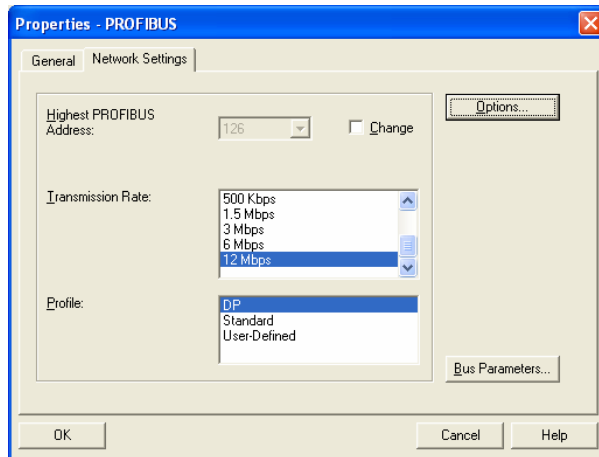 Properties - PROFIBUS
General
Network Settings
Highest PROFIBUS
Address:
126
Change
Options...
Transmission Rate:
500 Kbps
1.5 Mbps
3 Mbps
6 Mbps
12 Mbps
Profile:
DP
Standard
User-Defined
Bus Parameters...
OK
Cancel
Help